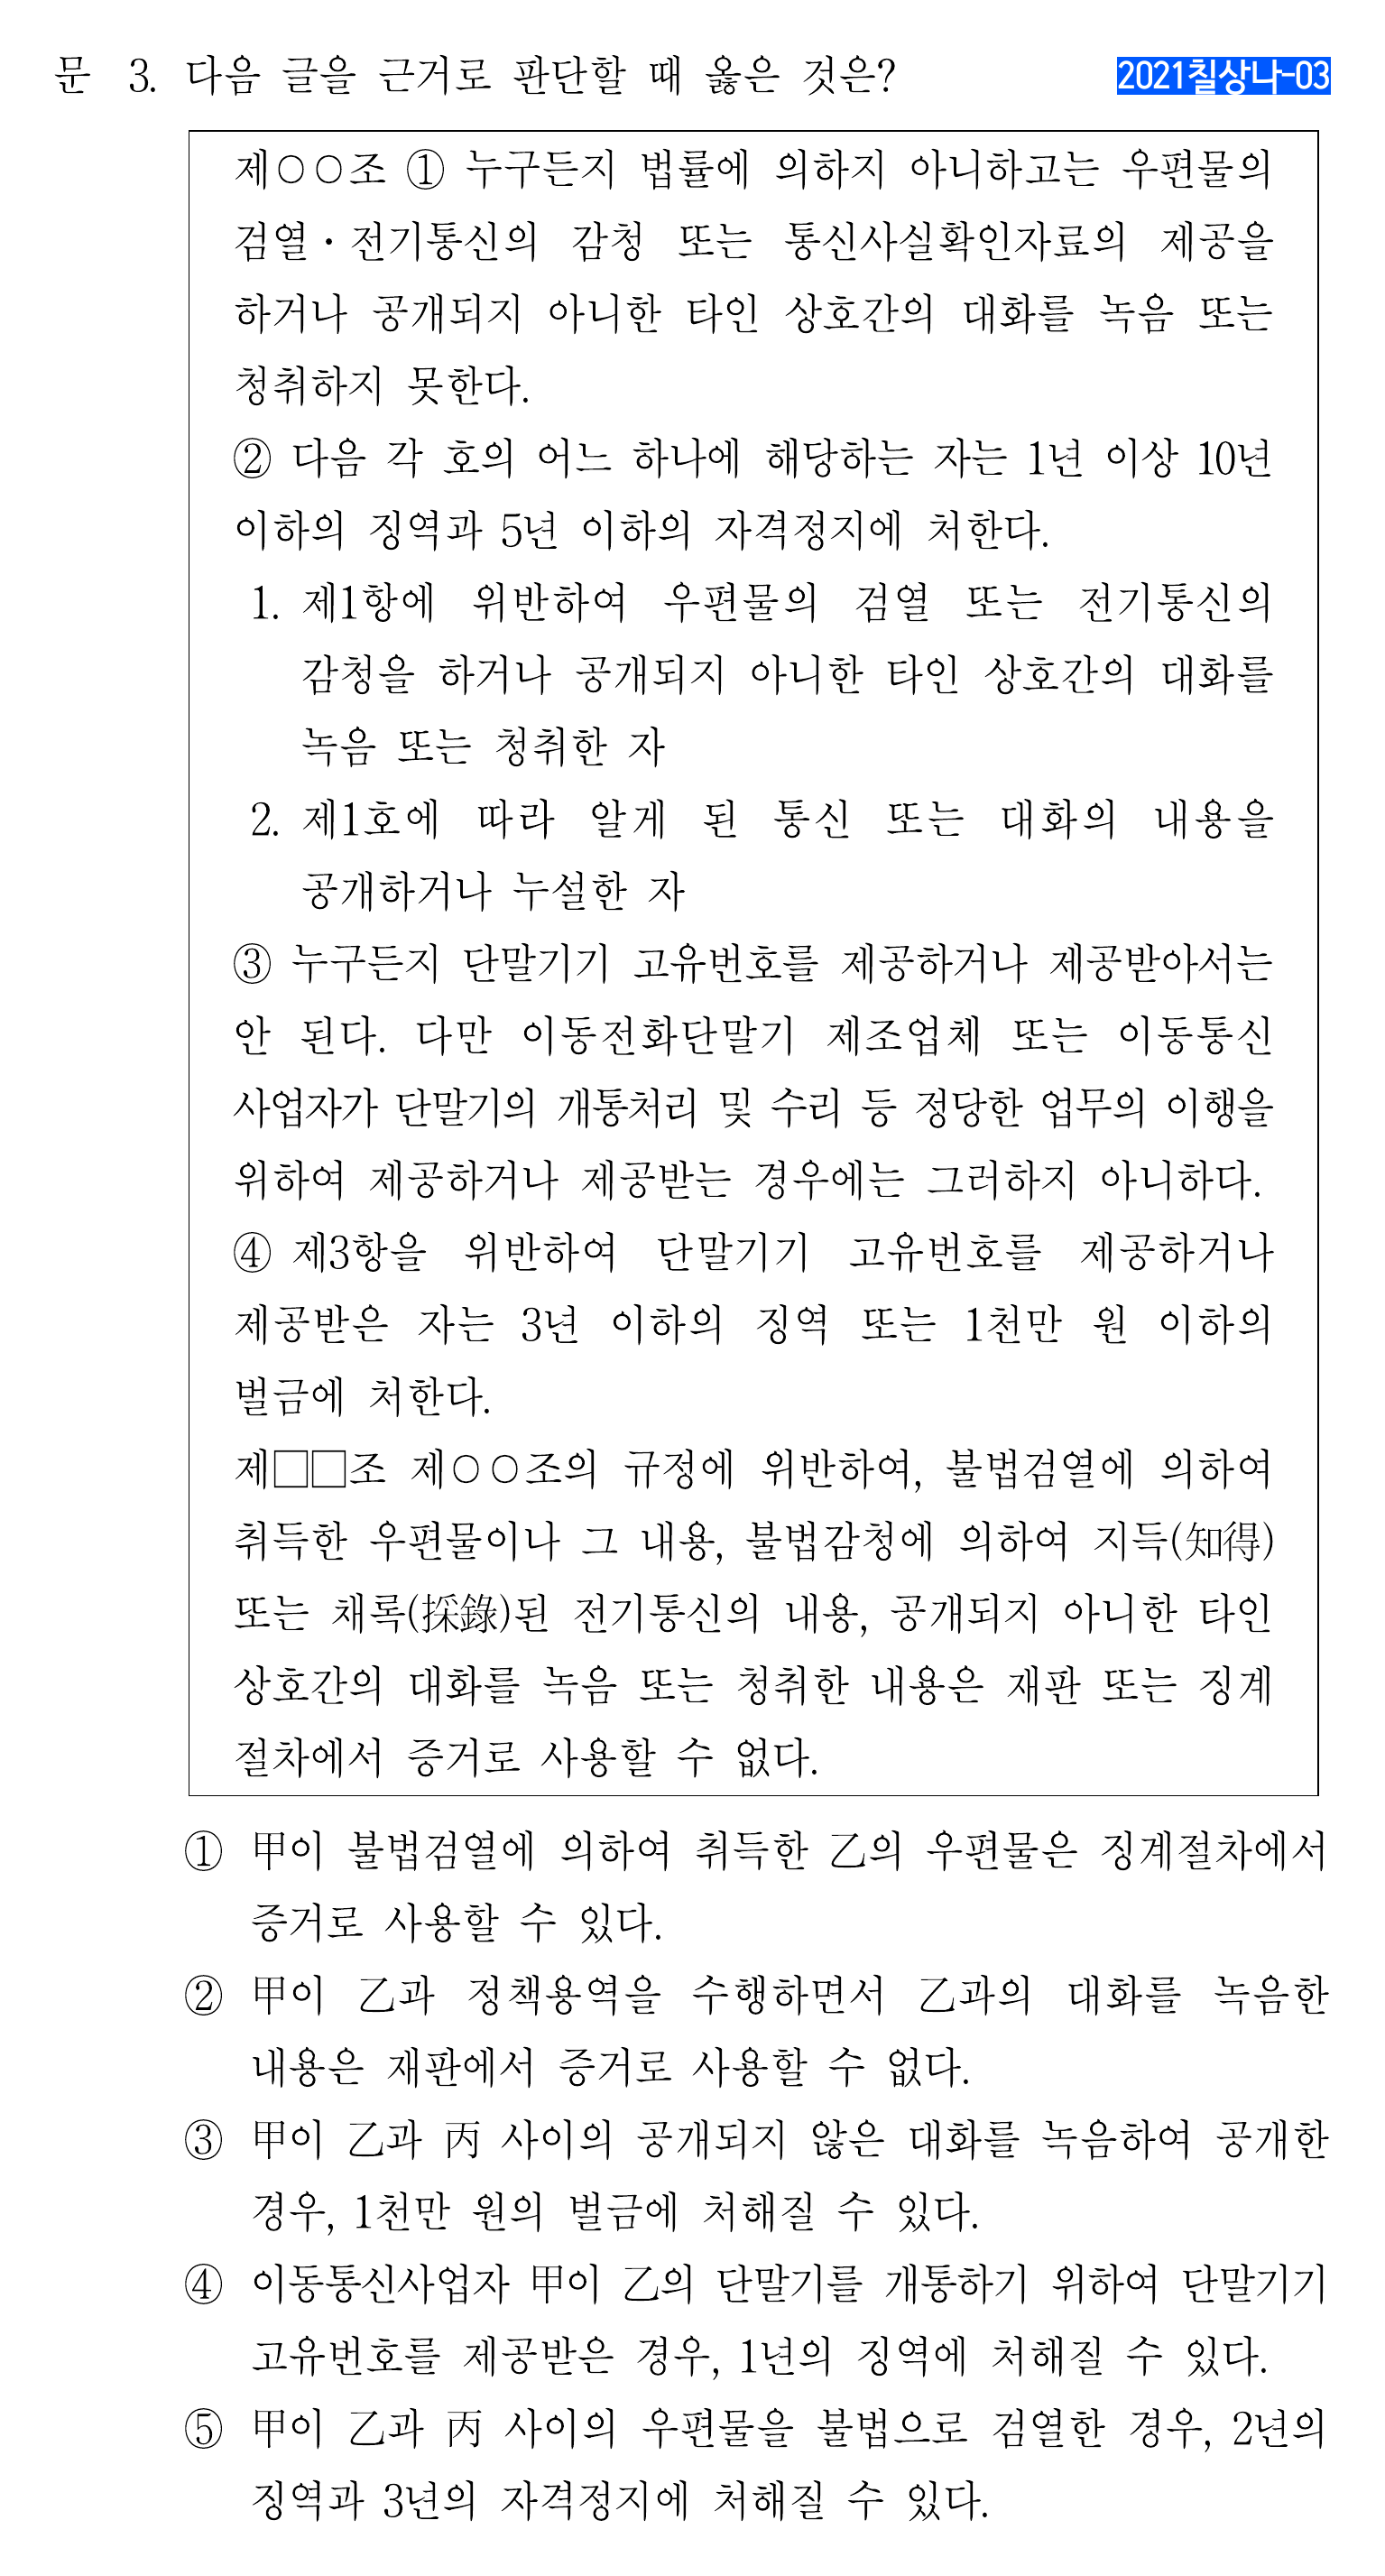 문 3. 다음 글을 근거로 판단할 때 옳은 것은?
2021칠상나-03
제○○조 ① 누구든지 법률에 의하지 아니하고는 우편물의
검열·전기통신의 감청 또는 통신사실확인자료의 제공을
하거나 공개되지 아니한 타인 상호간의 대화를 녹음 또는
청취하지 못한다.
② 다음 각 호의 어느 하나에 해당하는 자는 1년 이상 10년
이하의 징역과 5년 이하의 자격정지에 처한다.
1. 제1항에 위반하여 우편물의 검열 또는 전기통신의
감청을 하거나 공개되지 아니한 타인 상호간의 대화를
녹음 또는 청취한 자
2. 제1호에 따라 알게 된 통신 또는 대화의 내용을
공개하거나 누설한 자
③ 누구든지 단말기기 고유번호를 제공하거나 제공받아서는
안 된다. 다만 이동전화단말기 제조업체 또는 이동통신
사업자가 단말기의 개통처리 및 수리 등 정당한 업무의 이행을
위하여 제공하거나 제공받는 경우에는 그러하지 아니하다.
④ 제3항을 위반하여 단말기기 고유번호를 제공하거나
제공받은 자는 3년 이하의 징역 또는 1천만 원 이하의
벌금에 처한다.
제□□조 제○○조의 규정에 위반하여, 불법검열에 의하여
취득한 우편물이나 그 내용, 불법감청에 의하여 지득(知得)
또는 채록(採錄)된 전기통신의 내용, 공개되지 아니한 타인
상호간의 대화를 녹음 또는 청취한 내용은 재판 또는 징계
절차에서 증거로 사용할 수 없다.
① 甲이 불법검열에 의하여 취득한 乙의 우편물은 징계절차에서
증거로 사용할 수 있다.
② 甲이 乙과 정책용역을 수행하면서 乙과의 대화를 녹음한
내용은 재판에서 증거로 사용할 수 없다.
③ 甲이 乙과 丙 사이의 공개되지 않은 대화를 녹음하여 공개한
경우, 1천만 원의 벌금에 처해질 수 있다.
④ 이동통신사업자 甲이 乙의 단말기를 개통하기 위하여 단말기기
고유번호를 제공받은 경우, 1년의 징역에 처해질 수 있다.
⑤ 甲이 乙과 丙 사이의 우편물을 불법으로 검열한 경우, 2년의
징역과 3년의 자격정지에 처해질 수 있다.